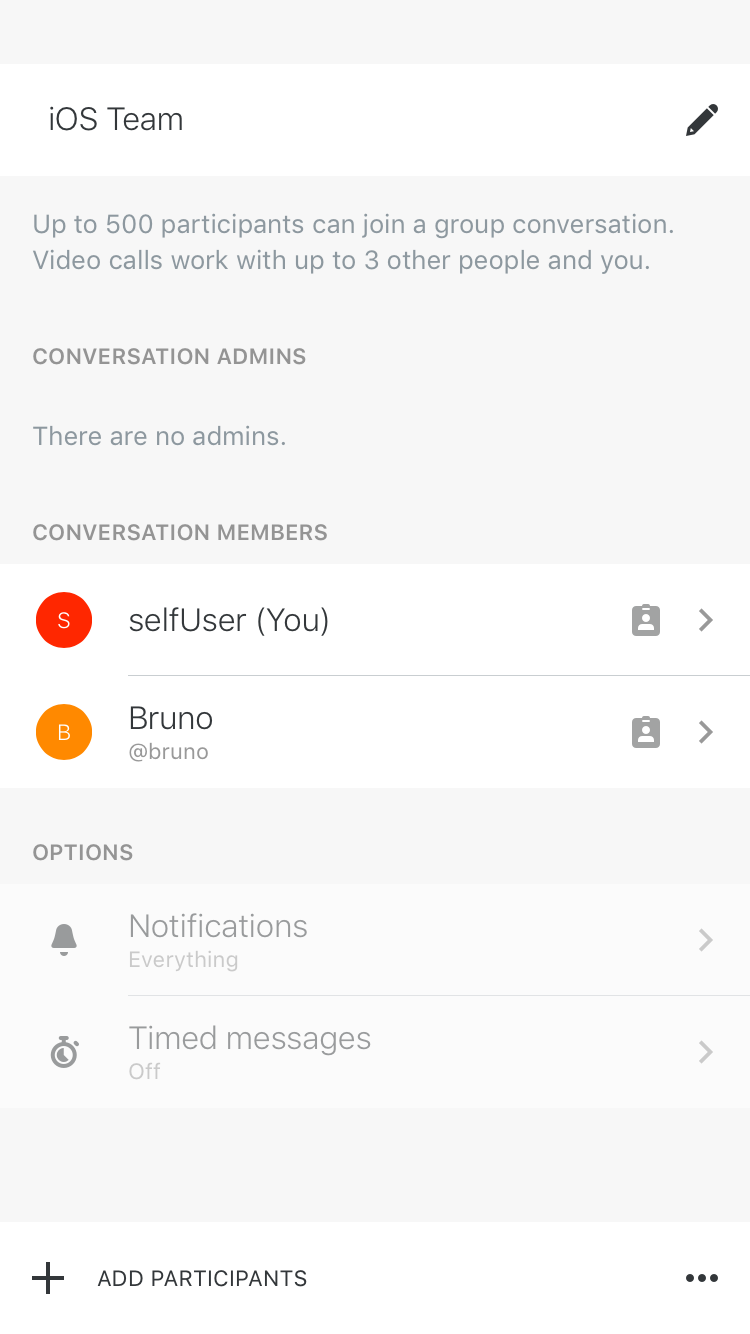 iOS Team
Up to 500 participants can join a group conversation.
Video calls work with up to 3 other people and you.
CONVERSATION ADMINS
There are no admins.
CONVERSATION MEMBERS
S
selfUser (You)
B
Bruno
@bruno
OPTIONS
Notifications
Everything
Timed messages
Off
ADD PARTICIPANTS